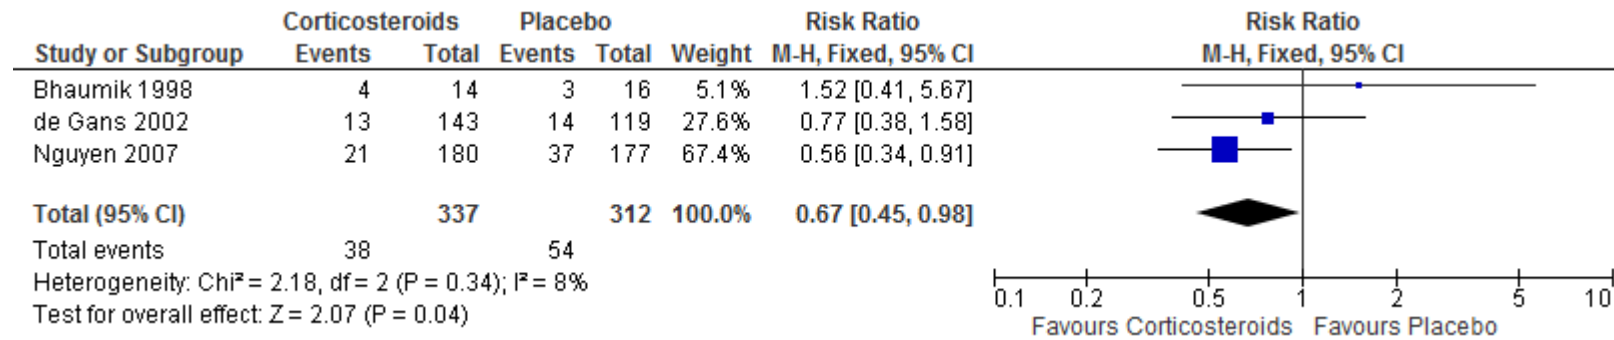 Corticosteroids Placebo Risk Ratio Risk Ratio
Study or Subgroup Events Total Events Total Weight M-H, Fixed, 95% CI M-H, Fixed, 95% CI
Bhaumik 1998 4 14 3 16 5.1% 1.52 [0.41, 5.67]
de Gans 2002 13 143 14 119 27.6% 0.77 [0.38, 1.58]
Nguyen 2007 21 180 37 177 67.4% 0.56 [0.34, 0.91]
Total (95% CI) 337 312 100.0% 0.67 [0.45, 0.98]
Total events 38 54
Heterogeneity: Chi² = 2.18, df = 2 (P = 0.34); I² = 8%
Test for overall effect: Z = 2.07 (P = 0.04)
0.1 0.2 0.5 1 2 5 10
Favours Corticosteroids Favours Placebo